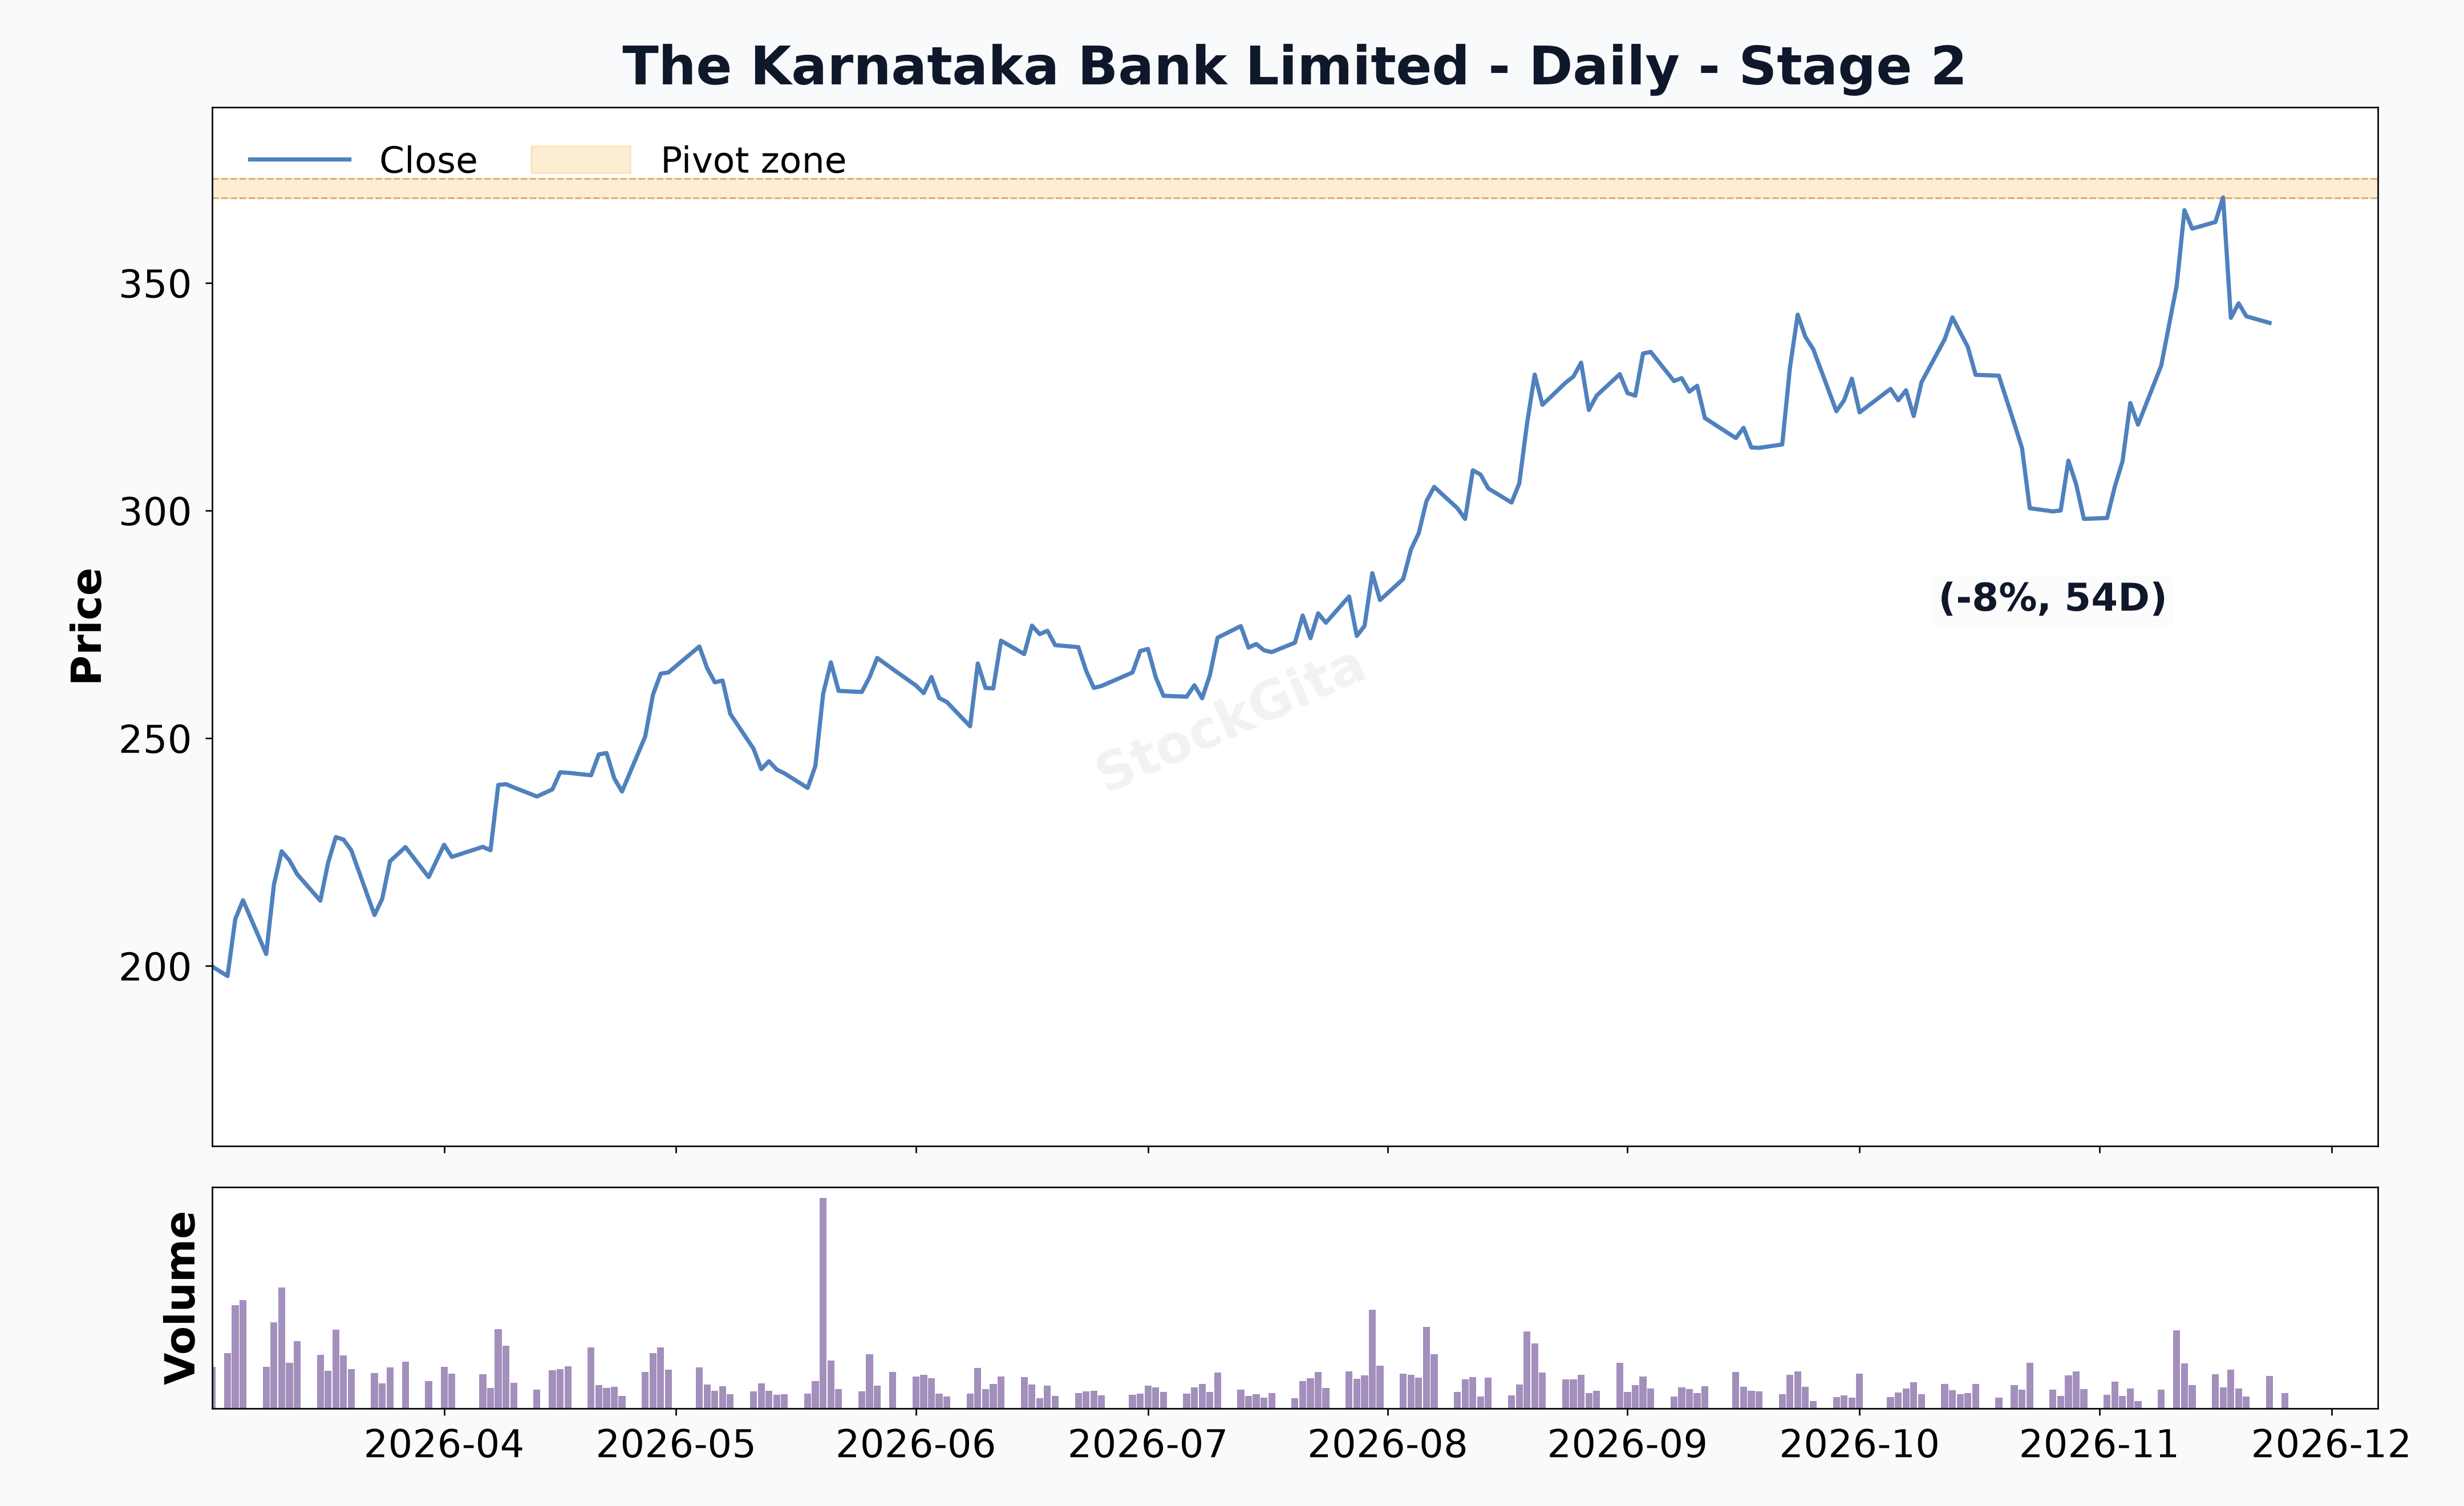 The Karnataka Bank Limited - Daily - Stage 2
Close
Pivot zone
Price
350
300
250
200
(-8%, 54D)
StockGita
Volume
2026-04
2026-05
2026-06
2026-07
2026-08
2026-09
2026-10
2026-11
2026-12